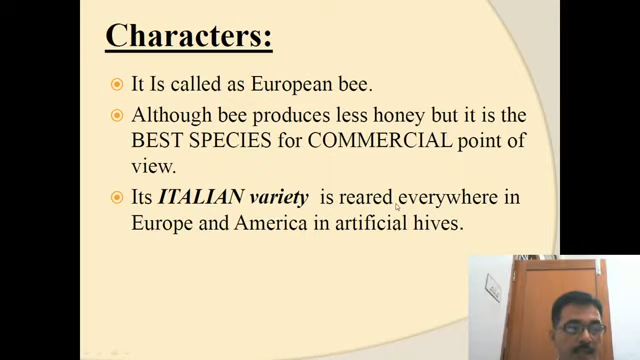 Characters:
It Is called as European bee.
Although bee produces less honey but it is the
BEST SPECIES for COMMERCIAL point of
view.
Its ITALIAN variety is reared everywhere in
Europe and America in artificial hives.